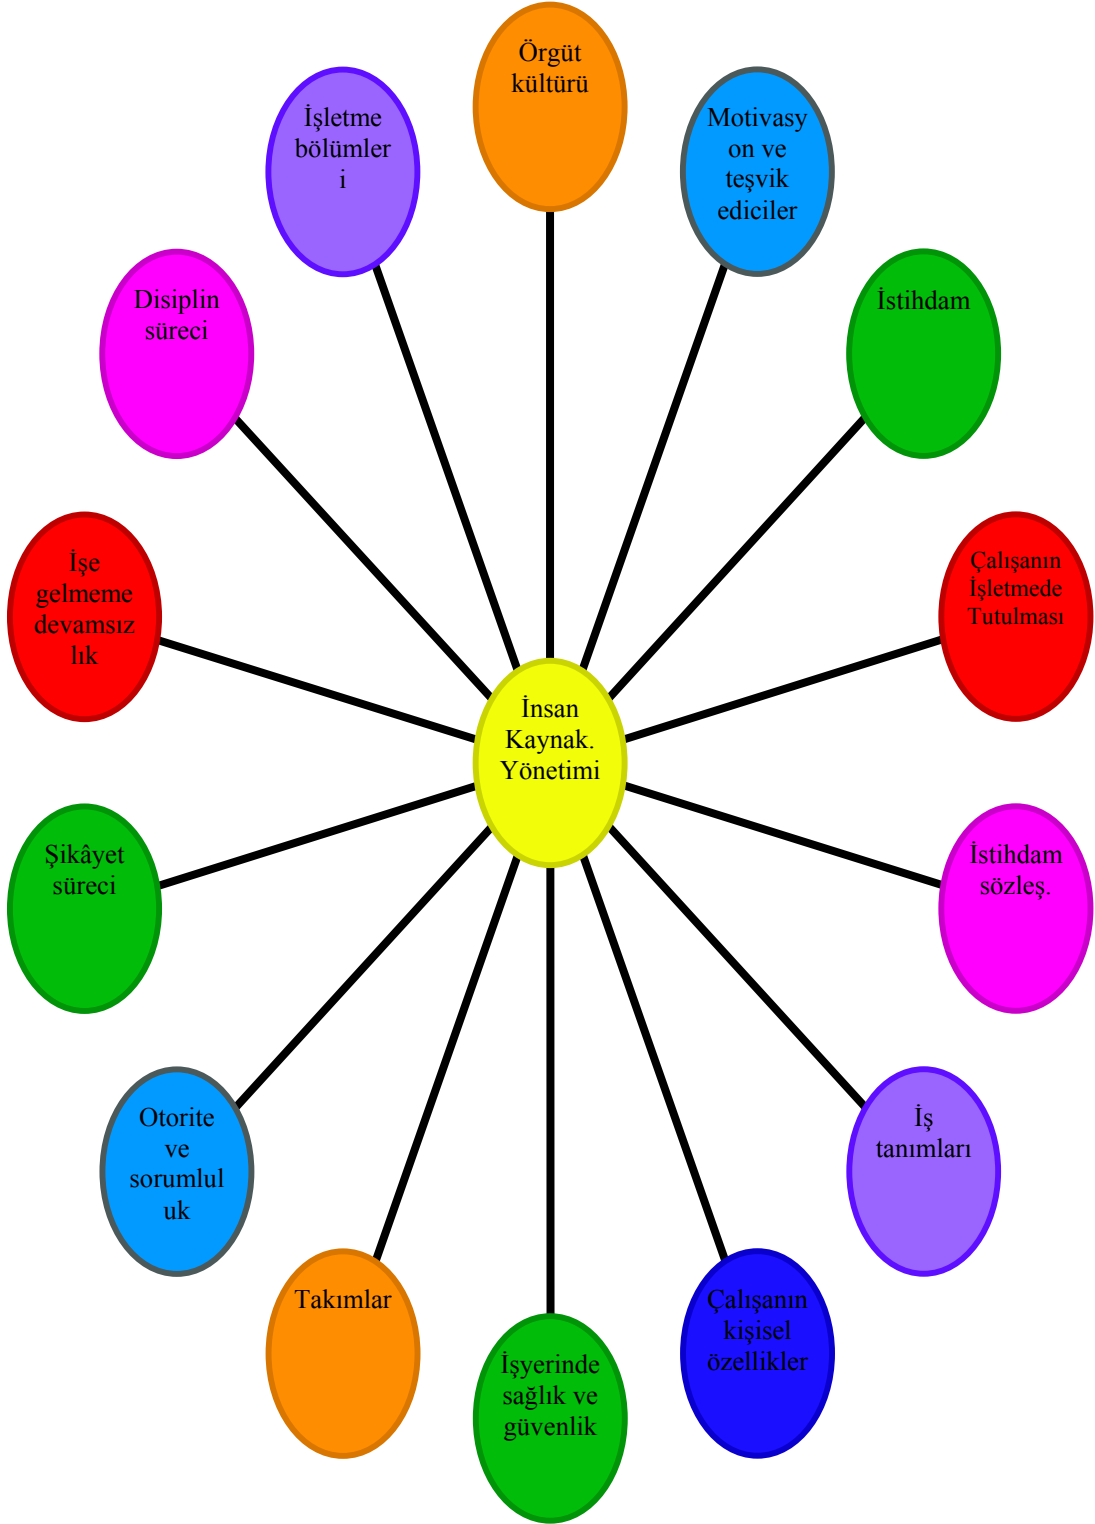 Örgüt
kültürü
Motivasy
on ve
teşvik
ediciler
İstihdam
Çalışanın
İşletmede
Tutulması
İstihdam
sözleş.
İş
tanımları
Çalışanın
kişisel
özellikler
İşyerinde
sağlık ve
güvenlik
Takımlar
Otorite
ve
sorumlul
uk
Şikâyet
süreci
İşe
gelmeme
devamsız
lık
Disiplin
süreci
İşletme
bölümler
i
İnsan
Kaynak.
Yönetimi